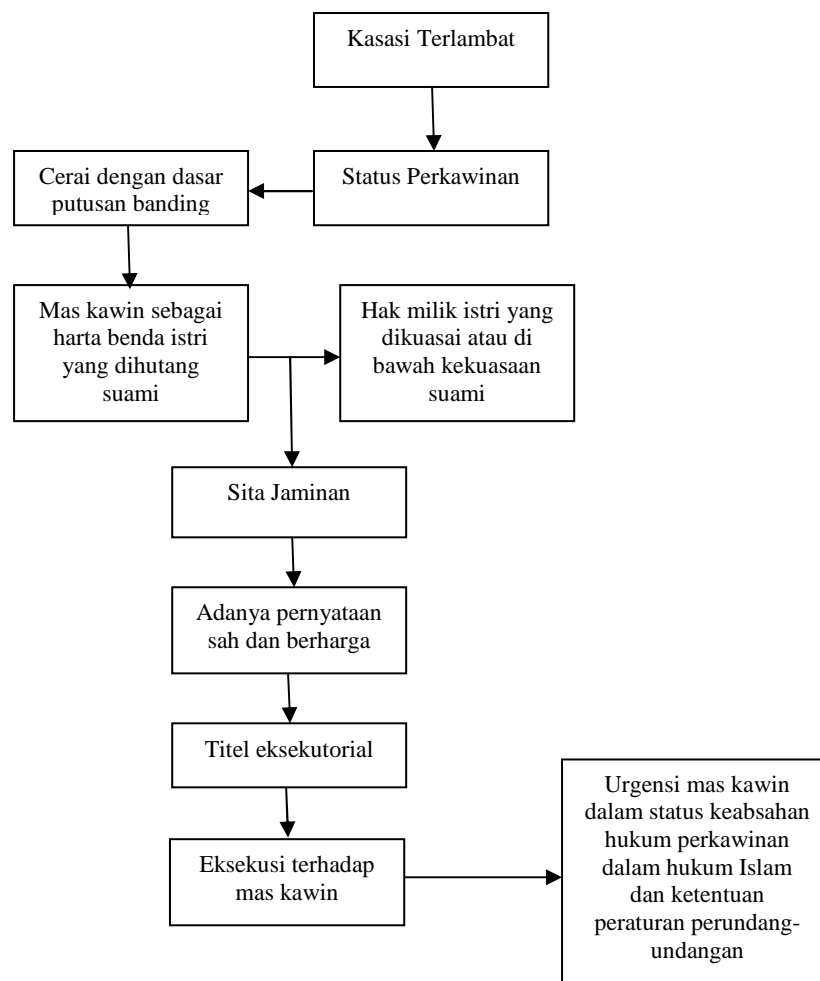 Kasasi Terlambat
Status Perkawinan
Cerai dengan dasar
putusan banding
Mas kawin sebagai
harta benda istri
yang dihutang
suami
Hak milik istri yang
dikuasai atau di
bawah kekuasaan
suami
Sita Jaminan
Adanya pernyataan
sah dan berharga
Titel eksekutorial
Eksekusi terhadap
mas kawin
Urgensi mas kawin
dalam status keabsahan
hukum perkawinan
dalam hukum Islam
dan ketentuan
peraturan perundang-
undangan